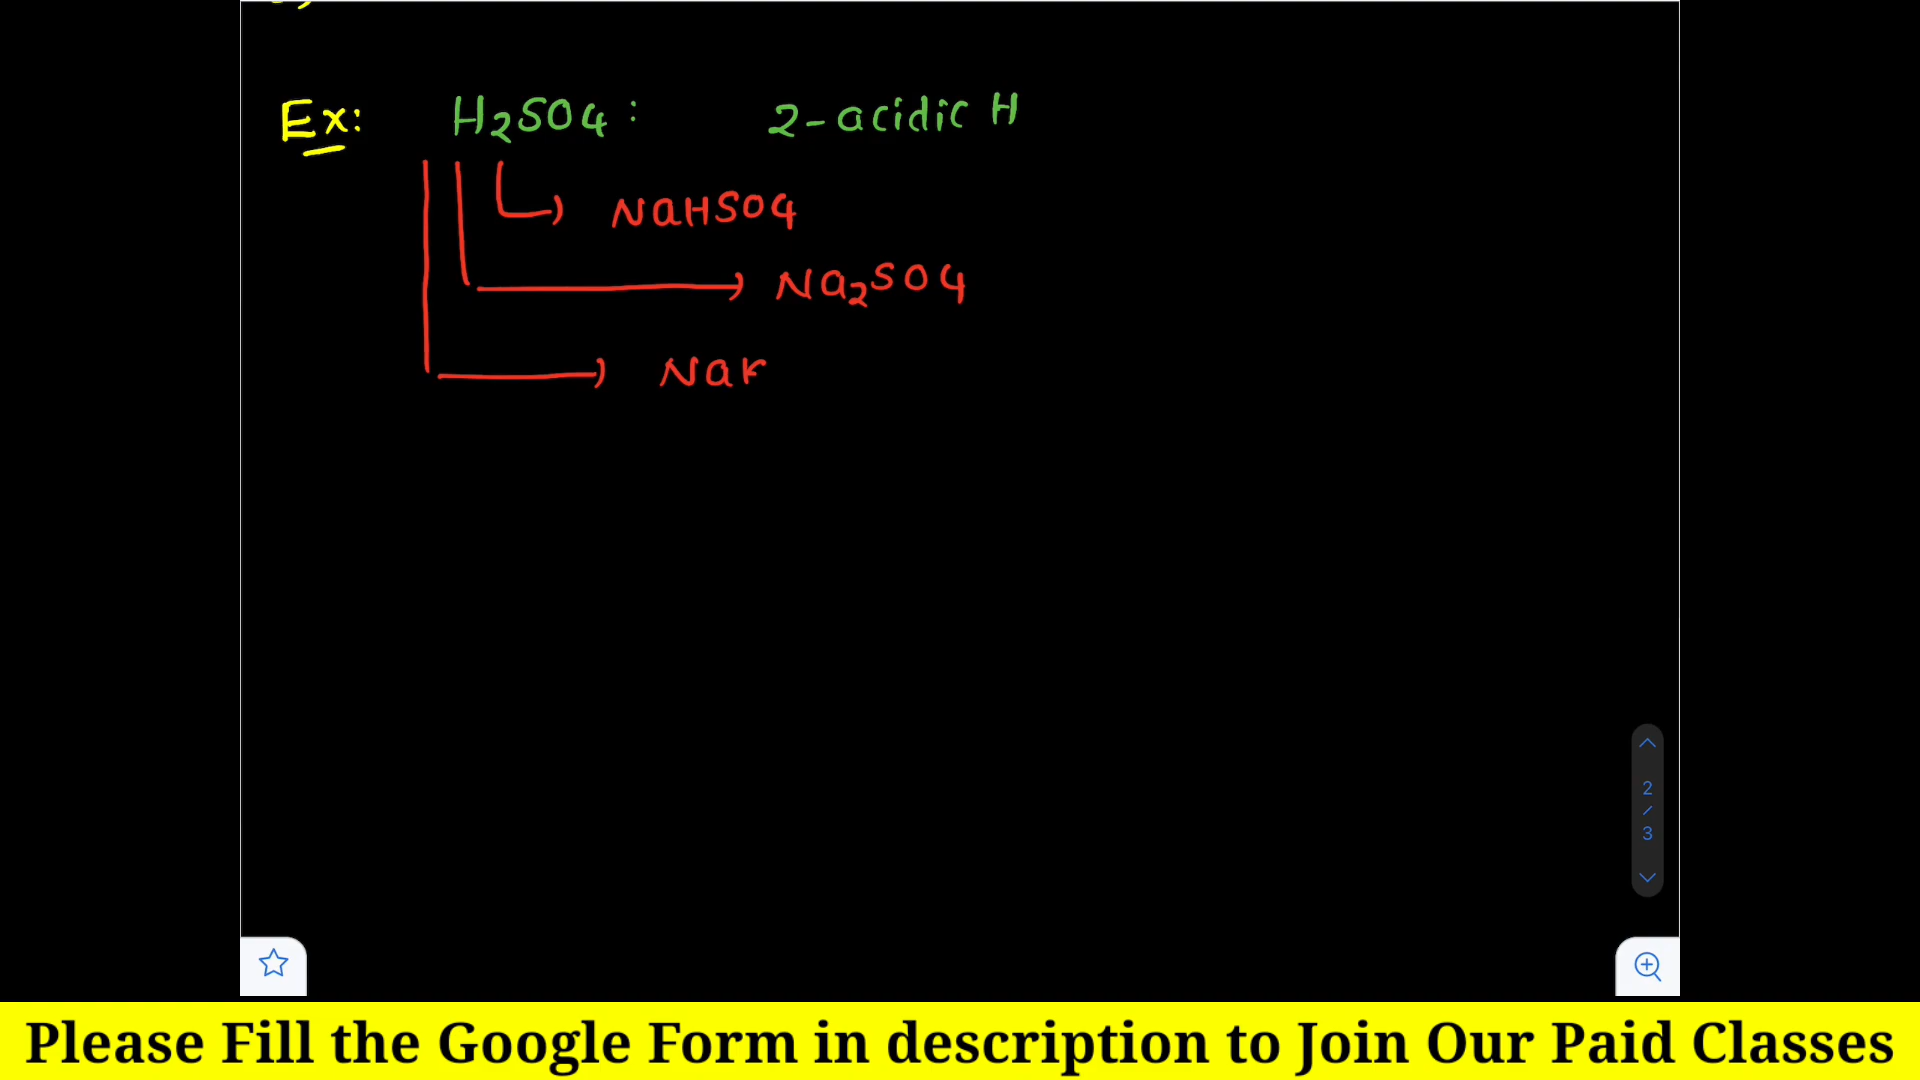 Ex: H2SO4: 2-acidic H
NaHSO4
Na2SO4
NaK
2
/
3
Please Fill the Google Form in description to Join Our Paid Classes